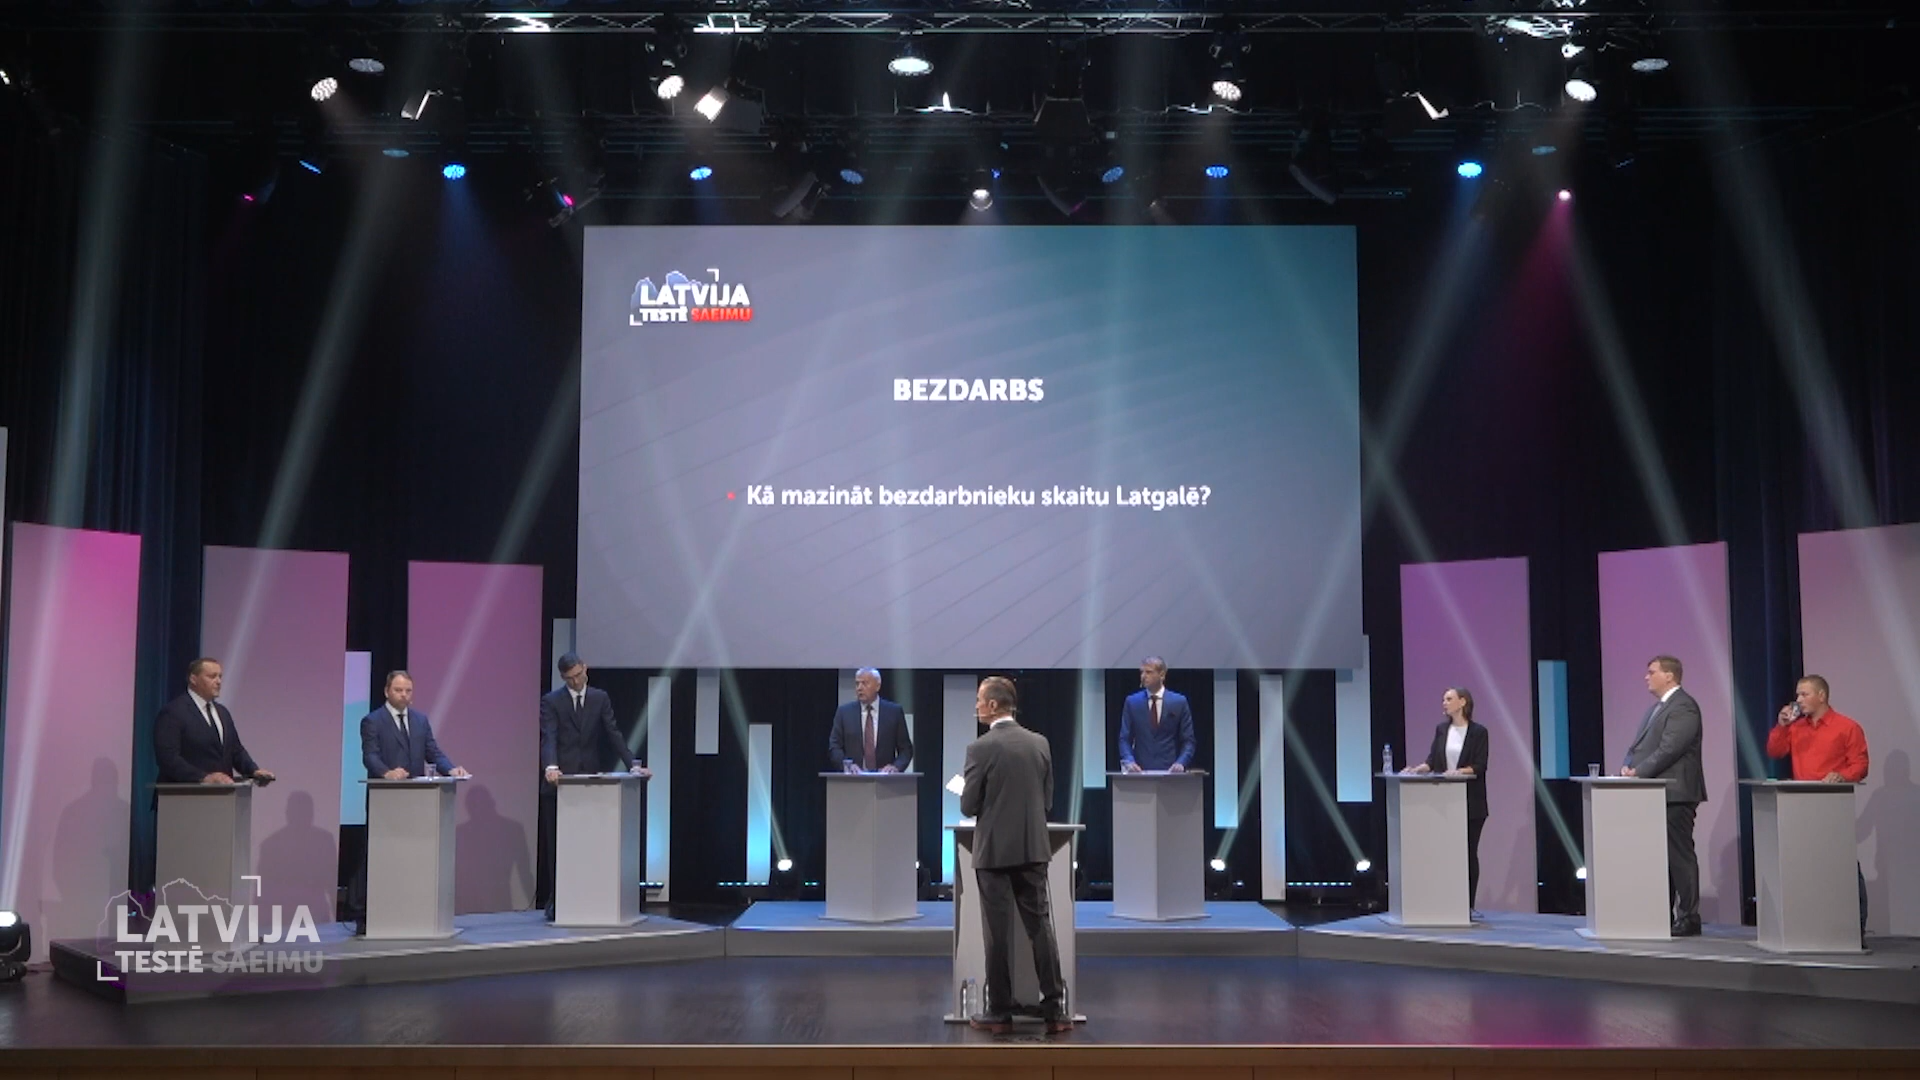 LATVIJA
TESTĒ SAEIMU
BEZDARBS
• Kā mazināt bezdarbnieku skaitu Latgalē?
LATVIJA
TESTĒ SAEIMU